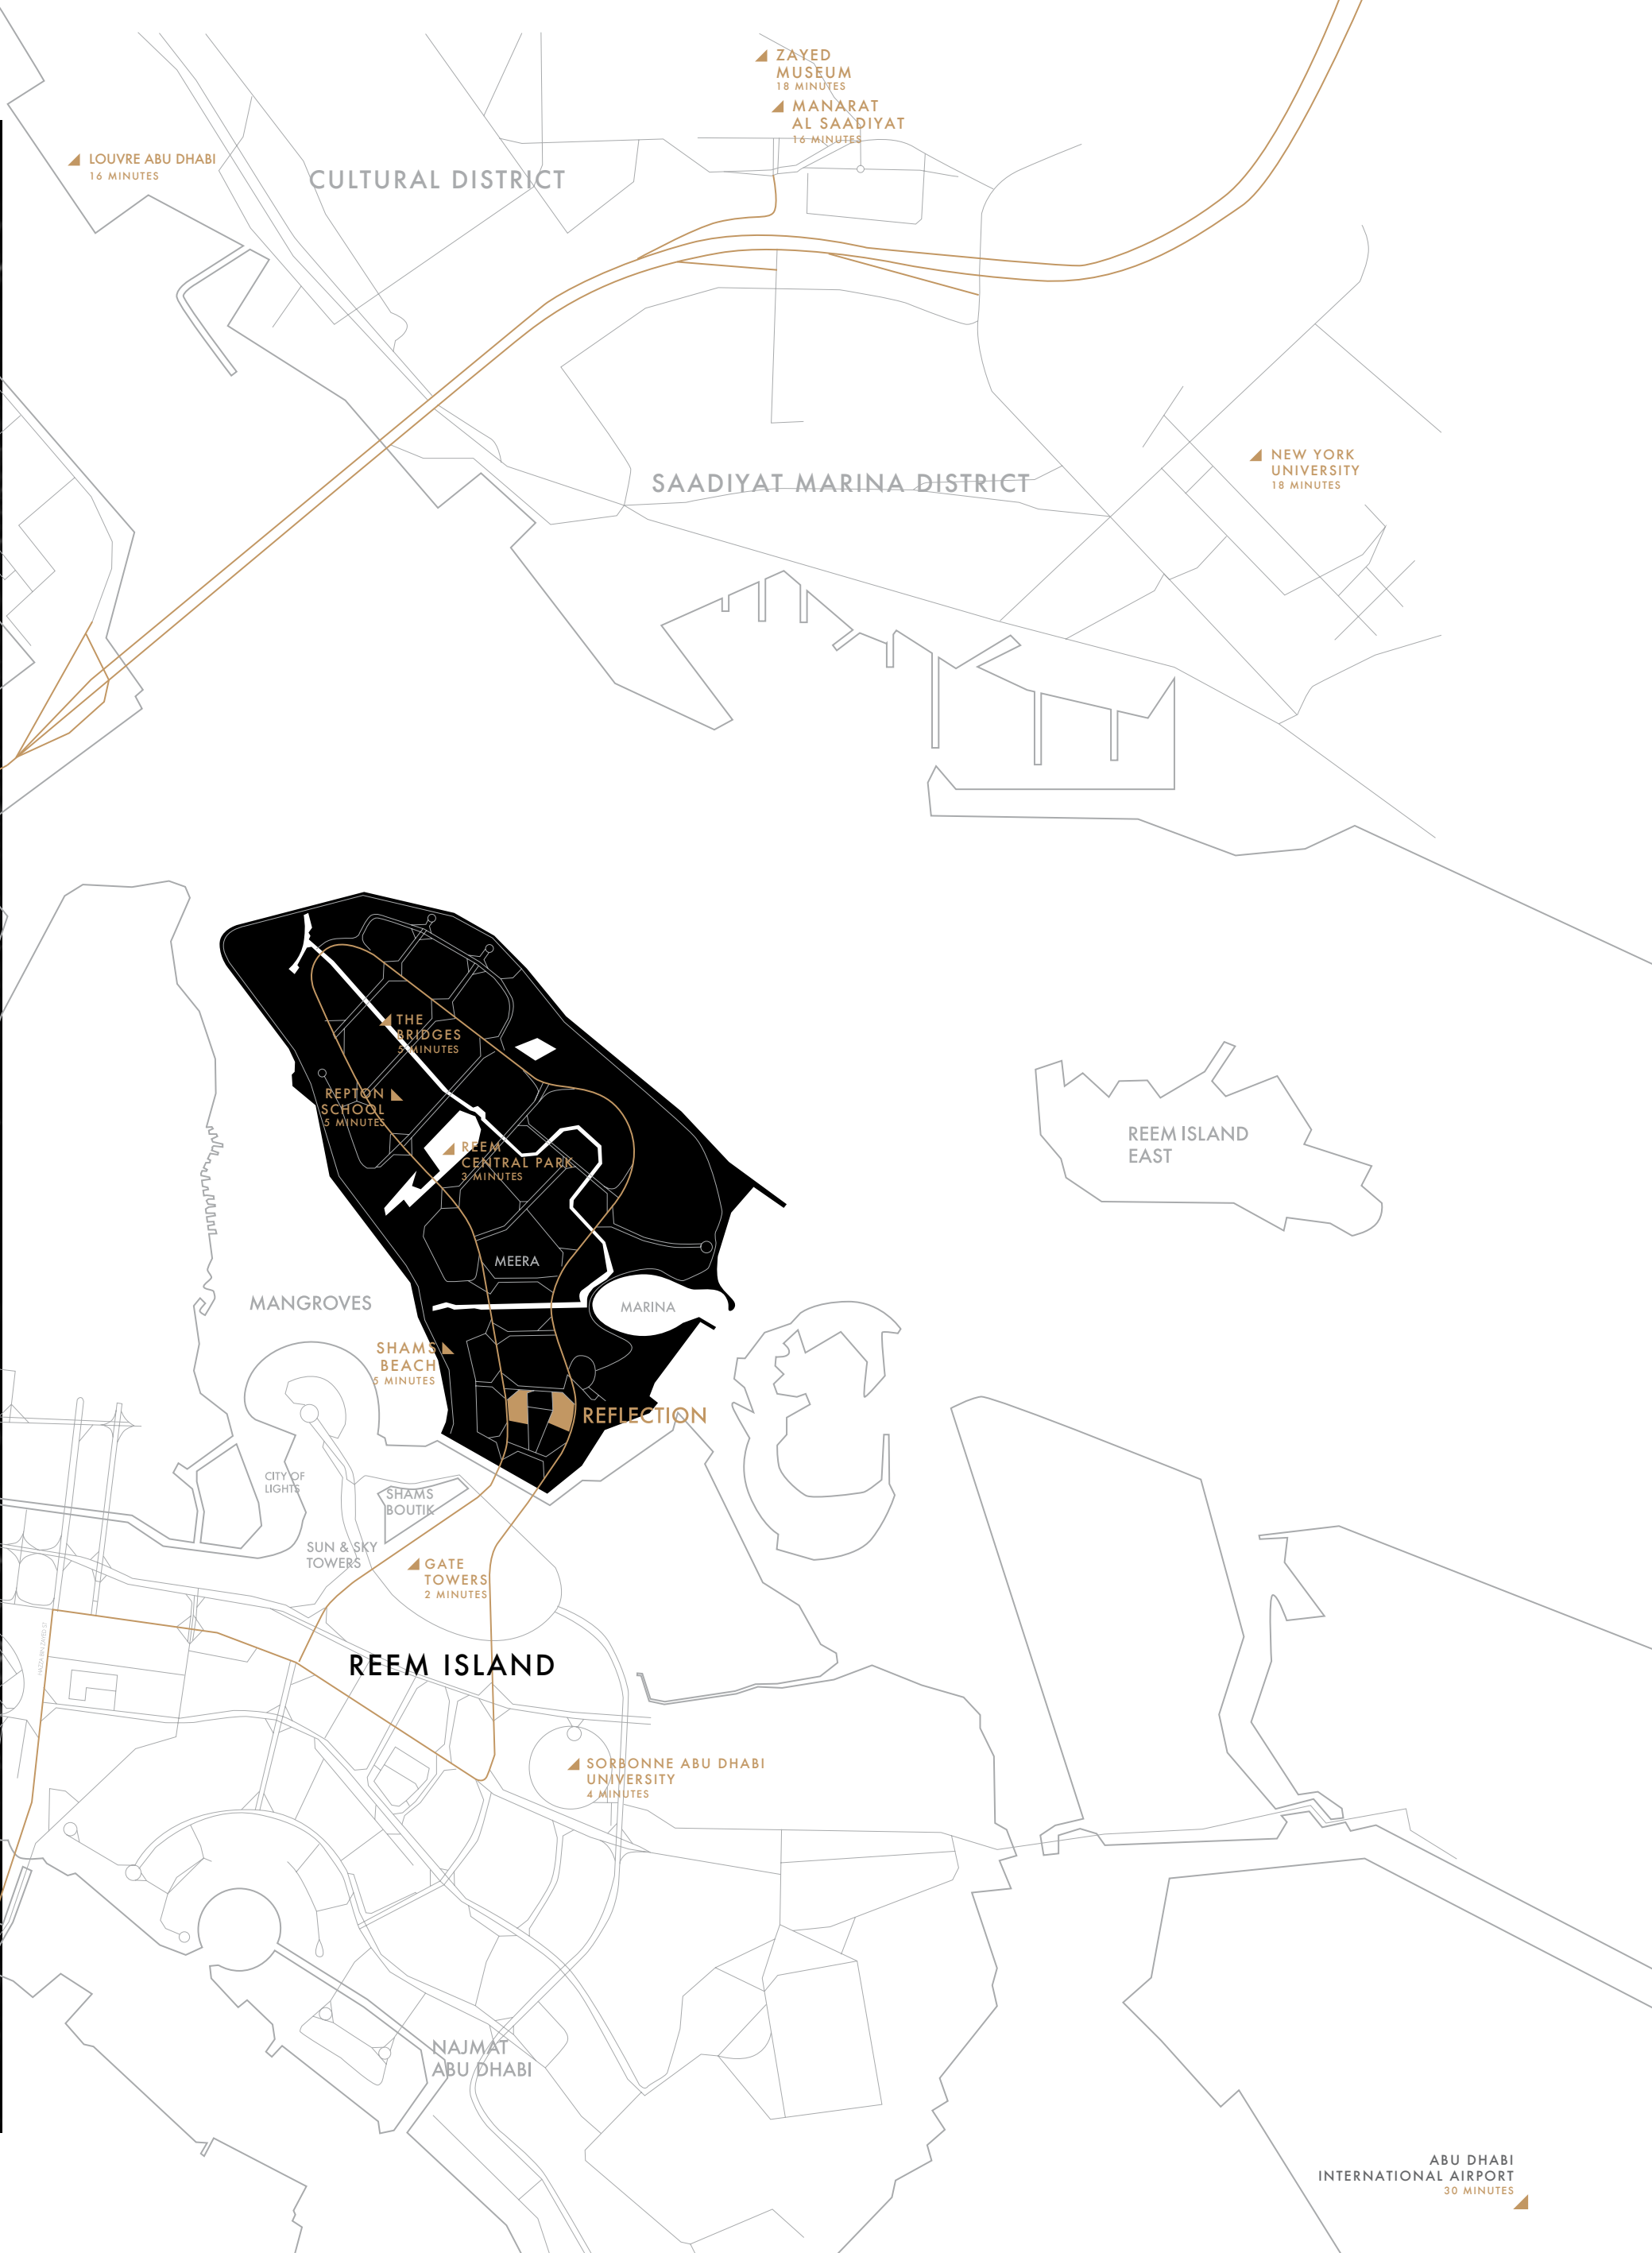 ZAYED
MUSEUM
18 MINUTES
MANARAT
AL SAADIYAT
16 MINUTES
LOUVRE ABU DHABI
16 MINUTES
CULTURAL DISTRICT
NEW YORK
UNIVERSITY
18 MINUTES
SAADIYAT MARINA DISTRICT
THE
BRIDGES
5 MINUTES
REPTON
SCHOOL
5 MINUTES
REEM
CENTRAL PARK
3 MINUTES
REEM ISLAND
EAST
MEERA
MANGROVES
MARINA
SHAMS
BEACH
5 MINUTES
REFLECTION
CITY OF
LIGHTS
SHAMS
BOUTIK
SUN & SKY
TOWERS
GATE
TOWERS
2 MINUTES
REEM ISLAND
SORBONNE ABU DHABI
UNIVERSITY
4 MINUTES
NAJMAT
ABU DHABI
ABU DHABI
INTERNATIONAL AIRPORT
30 MINUTES